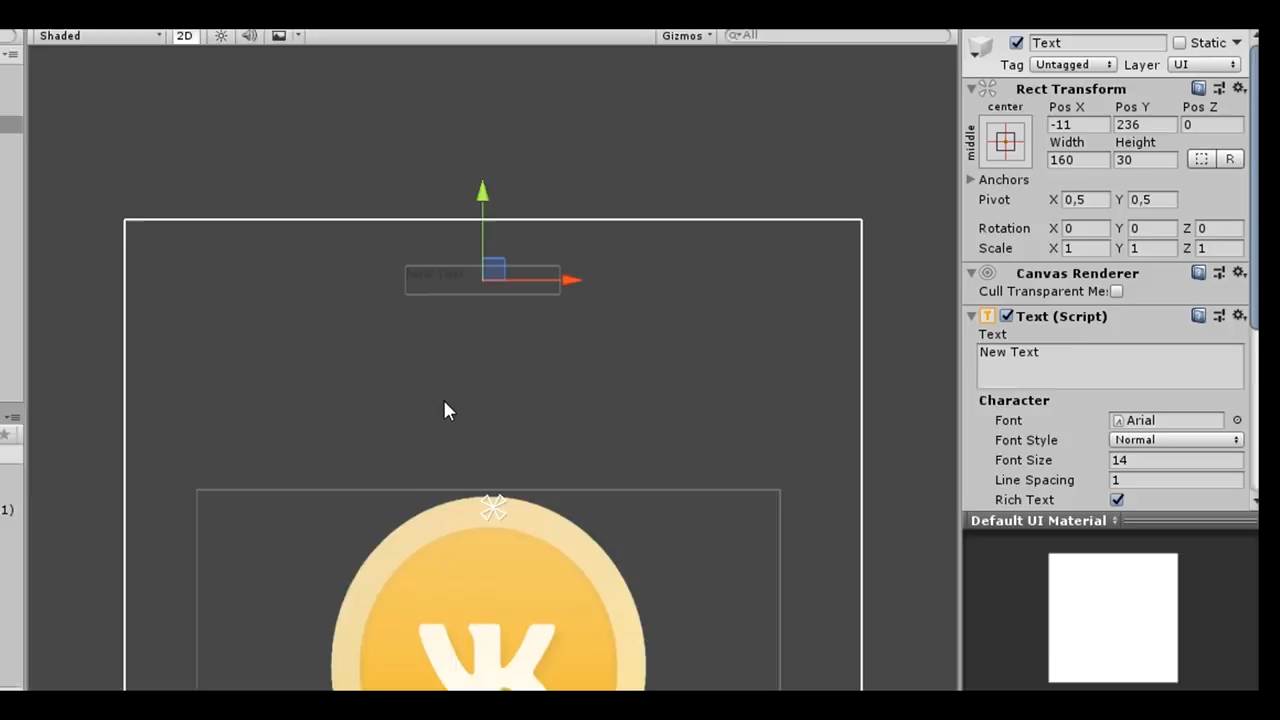 Shaded 2D Gizmos All
Text Static
Tag Untagged Layer UI
Rect Transform
center Pos X Pos Y Pos Z
middle -11 236 0
Width Height
160 30 R
Anchors
Pivot X 0,5 Y 0,5
Rotation X 0 Y 0 Z 0
Scale X 1 Y 1 Z 1
Canvas Renderer
Cull Transparent Me:
T Text (Script)
Text
New Text
Character
Font Arial
Font Style Normal
Font Size 14
Line Spacing 1
Rich Text
Default UI Material
New Text
1)